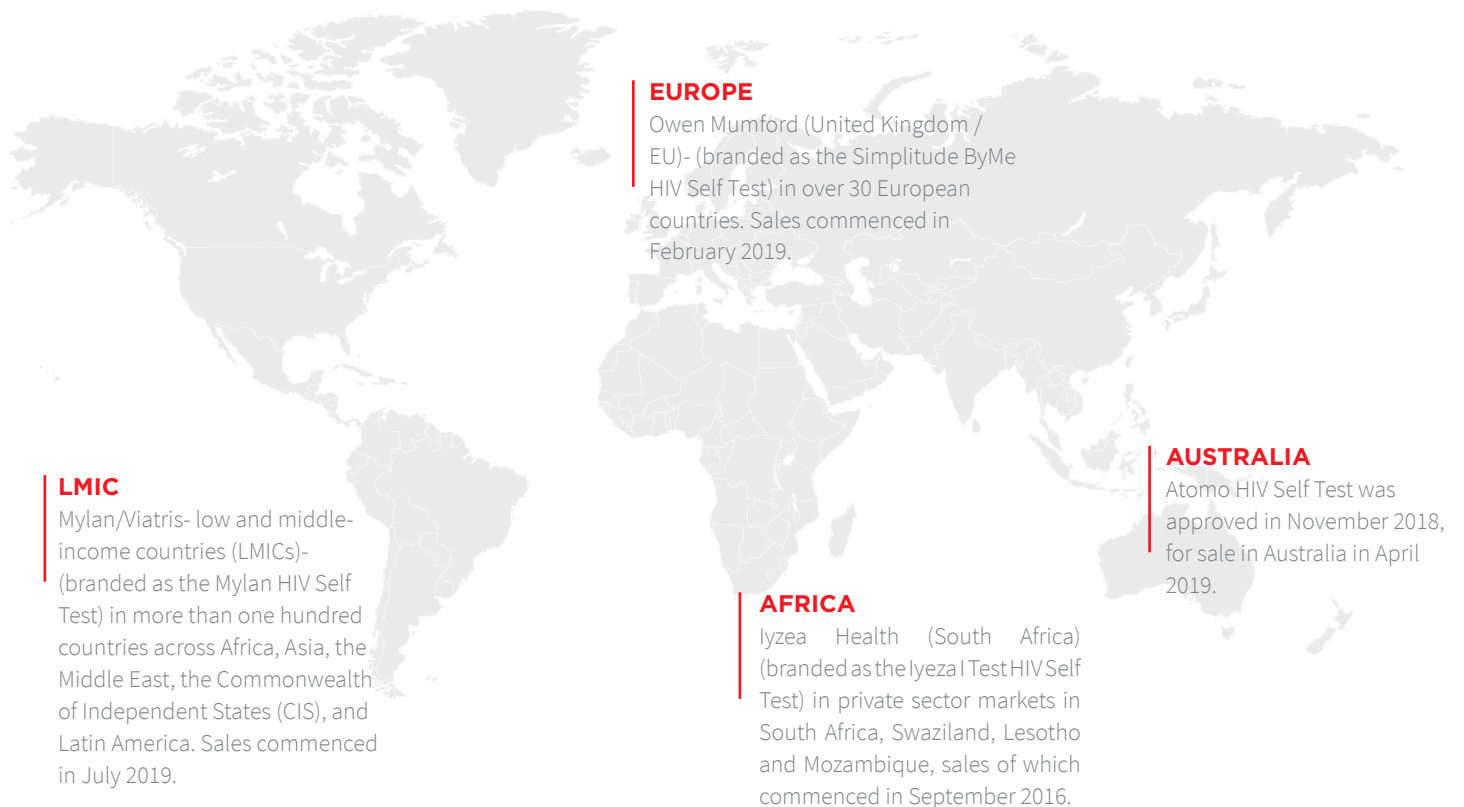 EUROPE
Owen Mumford (United Kingdom /
EU)- (branded as the Simplitude ByMe
HIV Self Test) in over 30 European
countries. Sales commenced in
February 2019.
LMIC
Mylan/Viatris- low and middle-
income countries (LMICs)-
(branded as the Mylan HIV Self
Test) in more than one hundred
countries across Africa, Asia, the
Middle East, the Commonwealth
of Independent States (CIS), and
Latin America. Sales commenced
in July 2019.
AFRICA
Iyzea Health (South Africa)
(branded as the Iyeza I Test HIV Self
Test) in private sector markets in
South Africa, Swaziland, Lesotho
and Mozambique, sales of which
commenced in September 2016.
AUSTRALIA
Atomo HIV Self Test was
approved in November 2018,
for sale in Australia in April
2019.